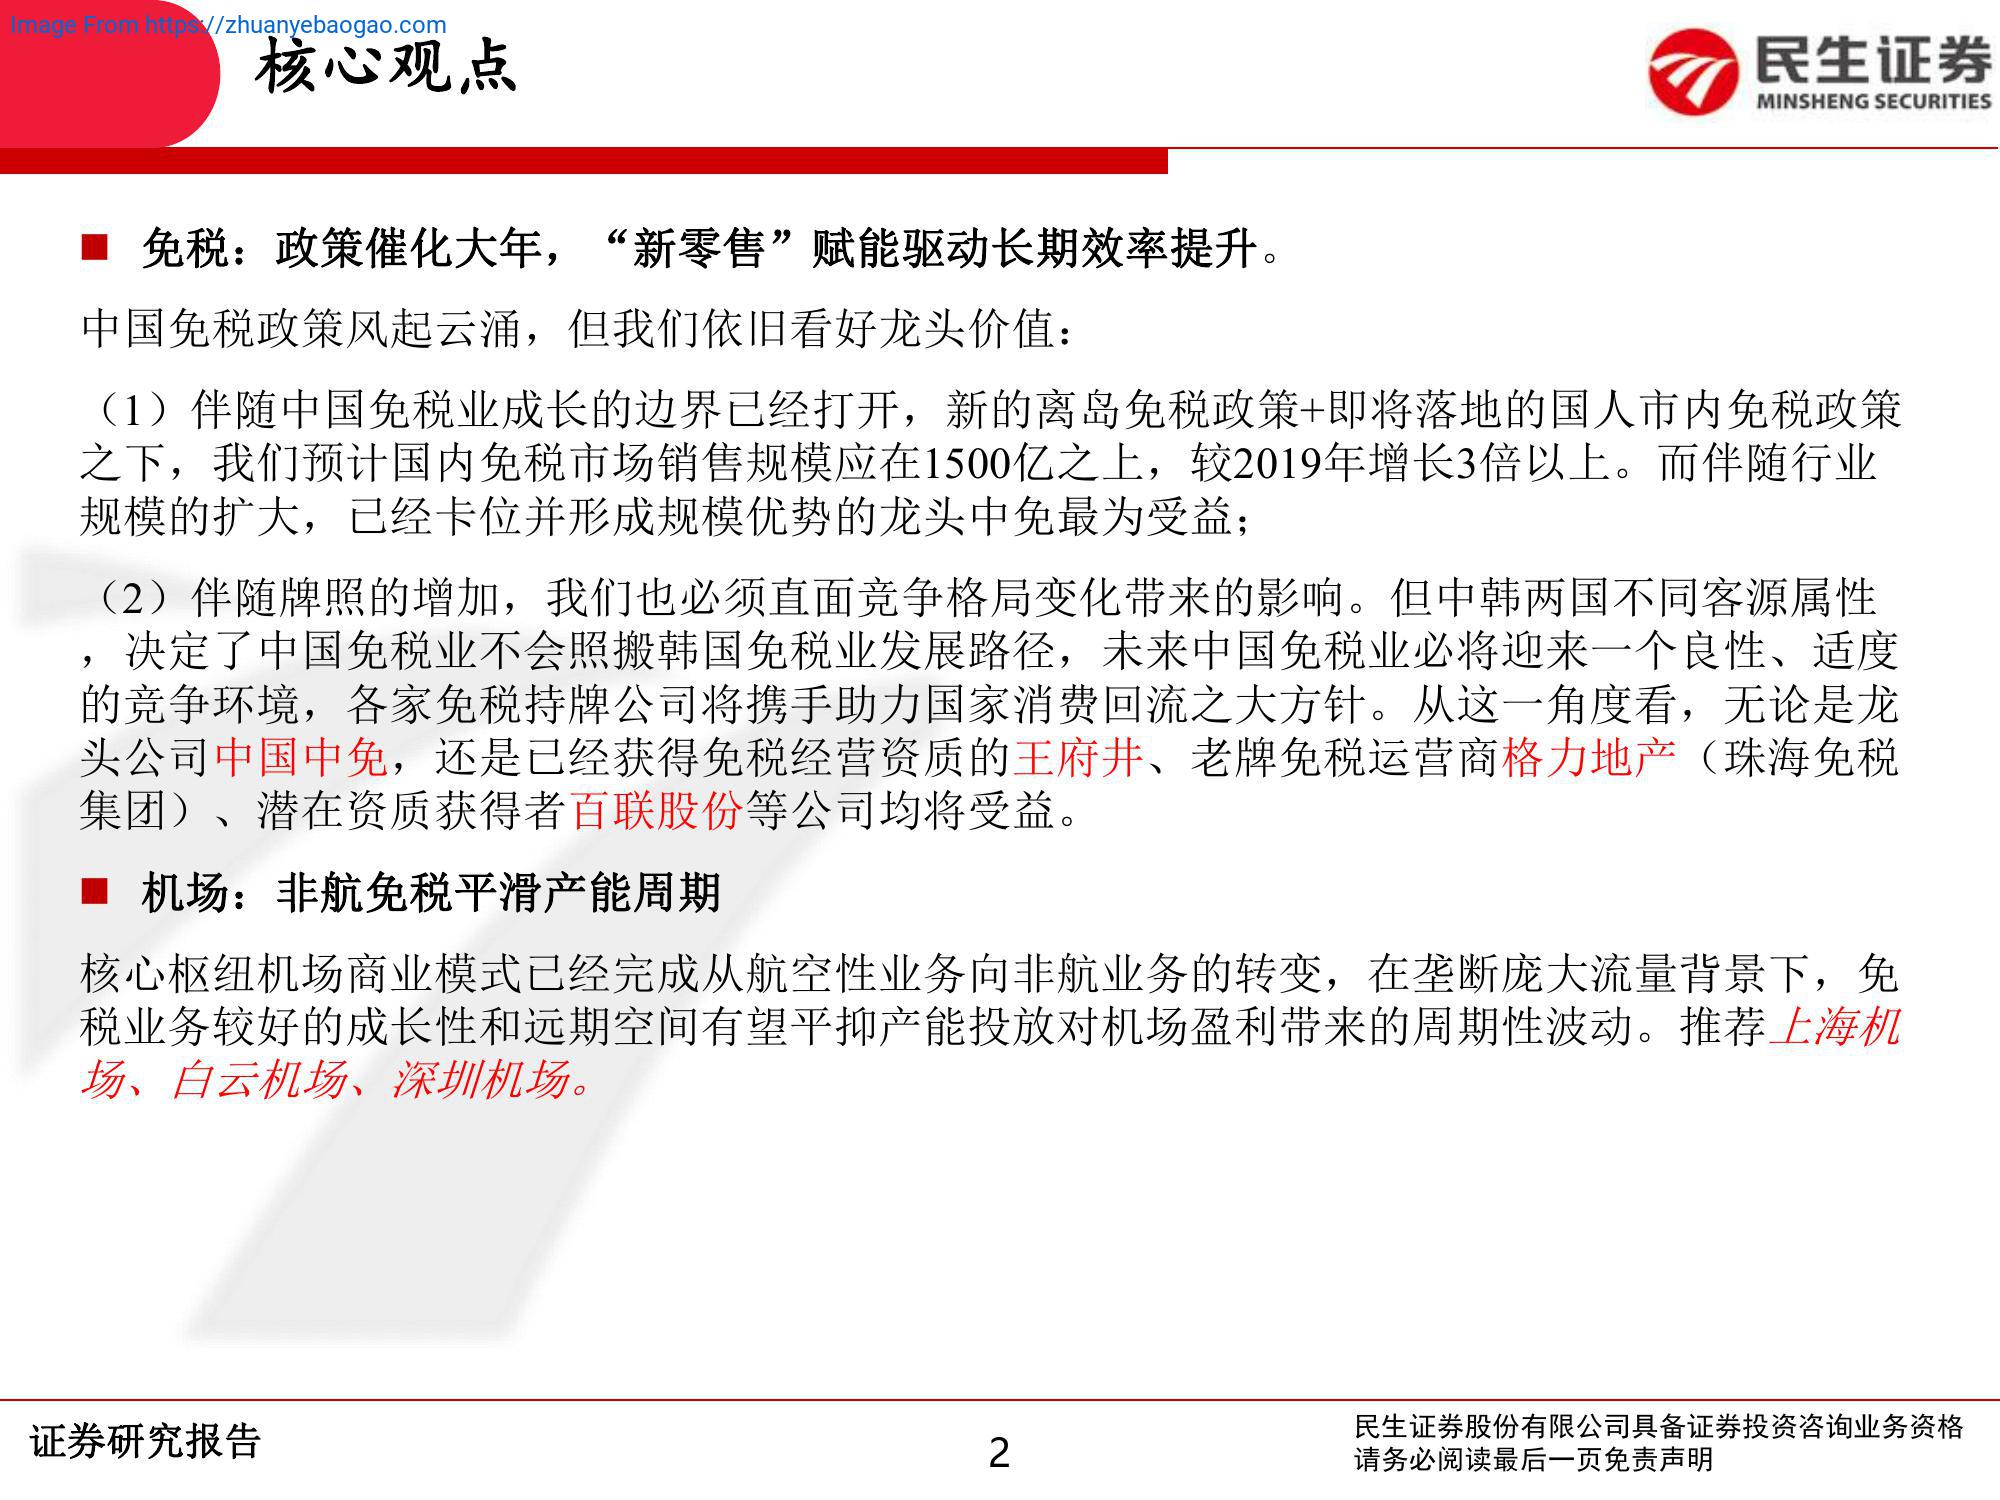 Image From https://zhuanyebaogao.com
核心观点
民生证券
MINSHENG SECURITIES
免税：政策催化大年，“新零售”赋能驱动长期效率提升。
中国免税政策风起云涌，但我们依旧看好龙头价值：
（1）伴随中国免税业成长的边界已经打开，新的离岛免税政策+即将落地的国人市内免税政策
之下，我们预计国内免税市场销售规模应在1500亿之上，较2019年增长3倍以上。而伴随行业
规模的扩大，已经卡位并形成规模优势的龙头中免最为受益；
（2）伴随牌照的增加，我们也必须直面竞争格局变化带来的影响。但中韩两国不同客源属性
，决定了中国免税业不会照搬韩国免税业发展路径，未来中国免税业必将迎来一个良性、适度
的竞争环境，各家免税持牌公司将携手助力国家消费回流之大方针。从这一角度看，无论是龙
头公司中国中免，还是已经获得免税经营资质的王府井、老牌免税运营商格力地产（珠海免税
集团）、潜在资质获得者百联股份等公司均将受益。
机场：非航免税平滑产能周期
核心枢纽机场商业模式已经完成从航空性业务向非航业务的转变，在垄断庞大流量背景下，免
税业务较好的成长性和远期空间有望平抑产能投放对机场盈利带来的周期性波动。推荐上海机
场、白云机场、深圳机场。
证券研究报告
2
民生证券股份有限公司具备证券投资咨询业务资格
请务必阅读最后一页免责声明